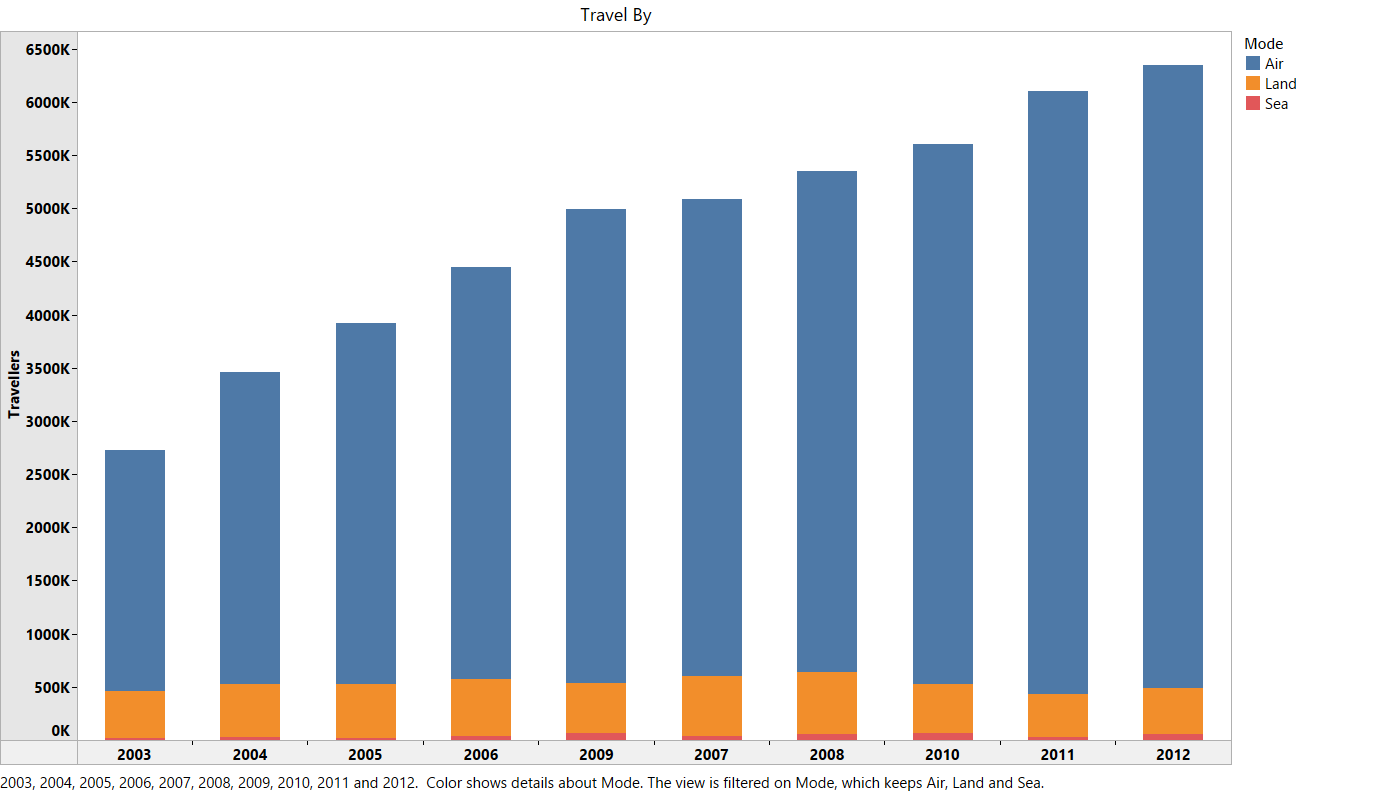 Travel By
Mode
Air
Land
Sea
Travellers
6500K
6000K
5500K
5000K
4500K
4000K
3500K
3000K
2500K
2000K
1500K
1000K
500K
0K
2003 2004 2005 2006 2009 2007 2008 2010 2011 2012
2003, 2004, 2005, 2006, 2007, 2008, 2009, 2010, 2011 and 2012.  Color shows details about Mode. The view is filtered on Mode, which keeps Air, Land and Sea.